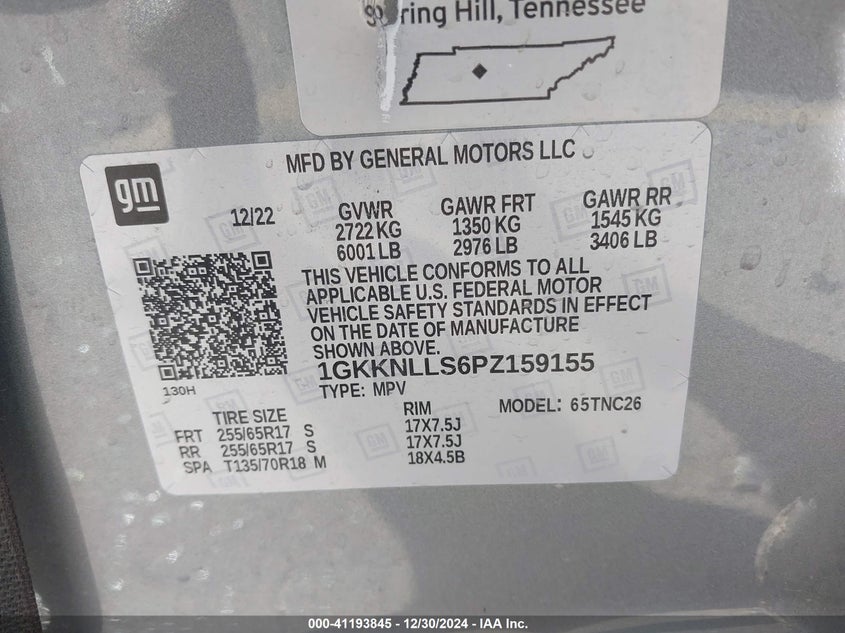 Spring Hill, Tennessee
gm
MFD BY GENERAL MOTORS LLC
12/22
GVWR GAWR FRT GAWR RR
2722 KG 1350 KG 1545 KG
6001 LB 2976 LB 3406 LB
THIS VEHICLE CONFORMS TO ALL
APPLICABLE U.S. FEDERAL MOTOR
VEHICLE SAFETY STANDARDS IN EFFECT
ON THE DATE OF MANUFACTURE
SHOWN ABOVE.
1GKKNLLS6PZ159155
130H
TYPE: MPV
TIRE SIZE RIM MODEL: 65TNC26
FRT 255/65R17 S 17X7.5J
RR 255/65R17 S 17X7.5J
SPA T135/70R18 M 18X4.5B
000-41193845 / 12/30/2024 - IAA Inc.